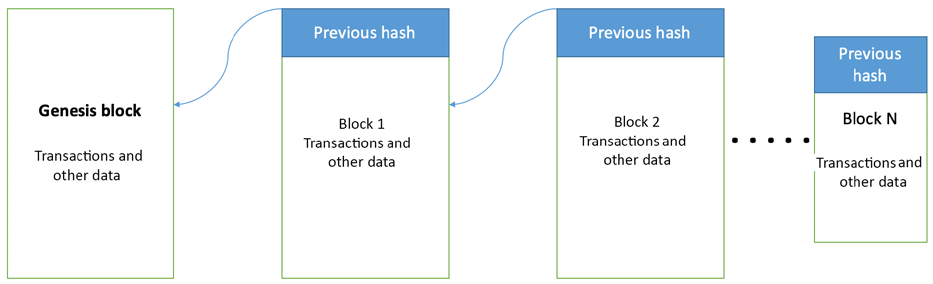 Genesis block
Transactions and
other data
Previous hash
Block 1
Transactions and
other data
Previous hash
Block 2
Transactions and
other data
Previous
hash
Block N
Transactions and
other data